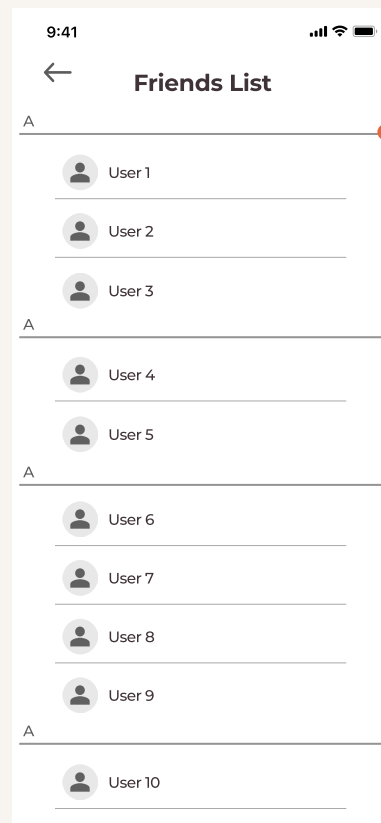 9:41
Friends List
A
User 1
User 2
User 3
A
User 4
User 5
A
User 6
User 7
User 8
User 9
A
User 10